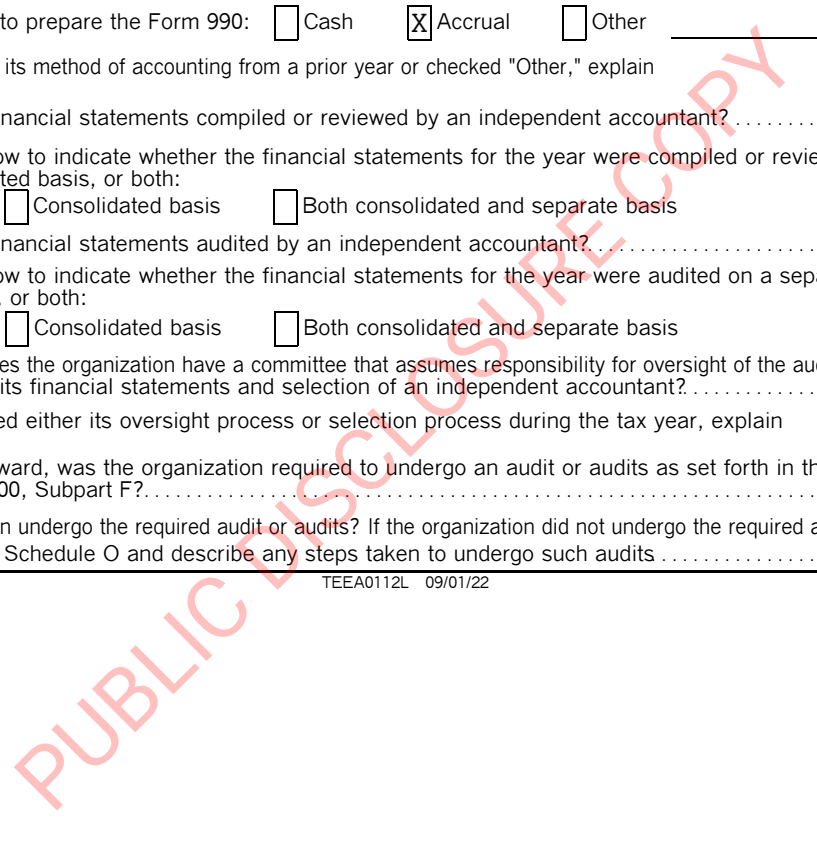 to prepare the Form 990: Cash X Accrual Other
its method of accounting from a prior year or checked "Other," explain
nancial statements compiled or reviewed by an independent accountant?
ow to indicate whether the financial statements for the year were compiled or revie
ted basis, or both:
Consolidated basis Both consolidated and separate basis
nancial statements audited by an independent accountant?
ow to indicate whether the financial statements for the year were audited on a sepa
, or both:
Consolidated basis Both consolidated and separate basis
es the organization have a committee that assumes responsibility for oversight of the aud
its financial statements and selection of an independent accountant?
ed either its oversight process or selection process during the tax year, explain
ward, was the organization required to undergo an audit or audits as set forth in th
00, Subpart F?
n undergo the required audit or audits? If the organization did not undergo the required a
Schedule O and describe any steps taken to undergo such audits
TEEA0112L 09/01/22
PUBLIC DISCLOSURE COPY